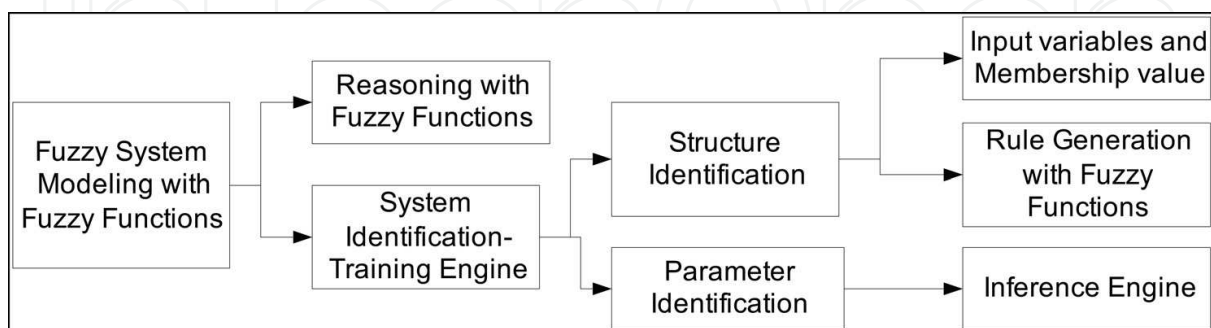 Fuzzy System
Modeling with
Fuzzy Functions
Reasoning with
Fuzzy Functions
System
Identification-
Training Engine
Structure
Identification
Parameter
Identification
Input variables and
Membership value
Rule Generation
with Fuzzy
Functions
Inference Engine